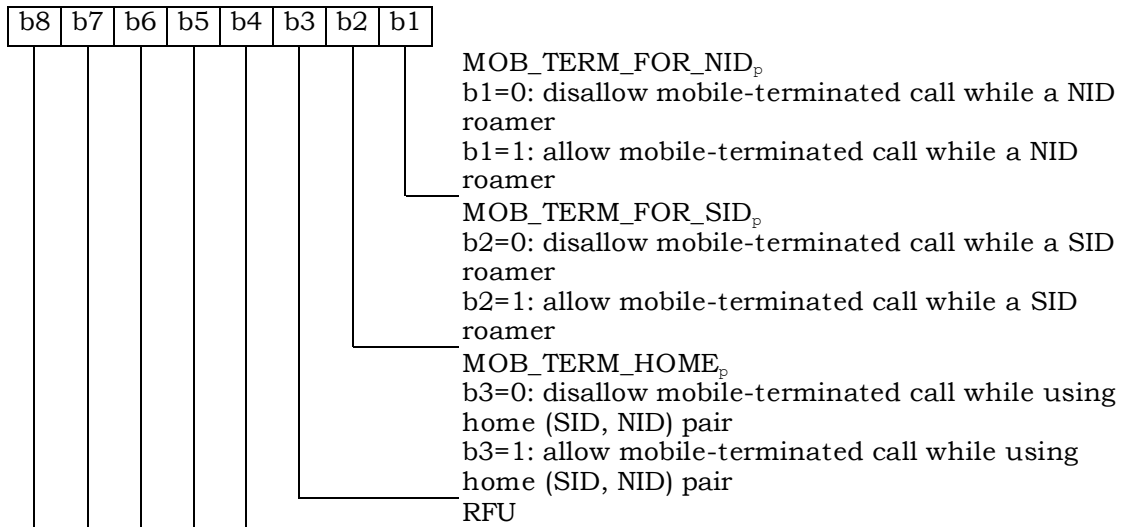 b8 b7 b6 b5 b4 b3 b2 b1
MOB_TERM_FOR_NIDₚ
b1=0: disallow mobile-terminated call while a NID
roamer
b1=1: allow mobile-terminated call while a NID
roamer
MOB_TERM_FOR_SIDₚ
b2=0: disallow mobile-terminated call while a SID
roamer
b2=1: allow mobile-terminated call while a SID
roamer
MOB_TERM_HOMEₚ
b3=0: disallow mobile-terminated call while using
home (SID, NID) pair
b3=1: allow mobile-terminated call while using
home (SID, NID) pair
RFU